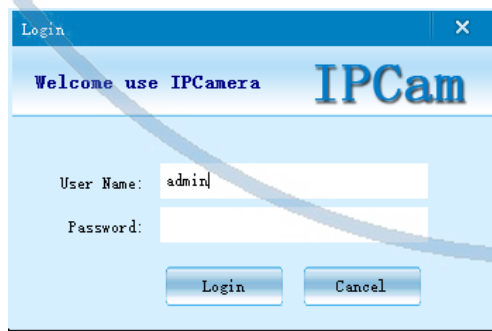 Login
Welcome use IPCamera
IPCam
User Name: admin
Password:
Login Cancel